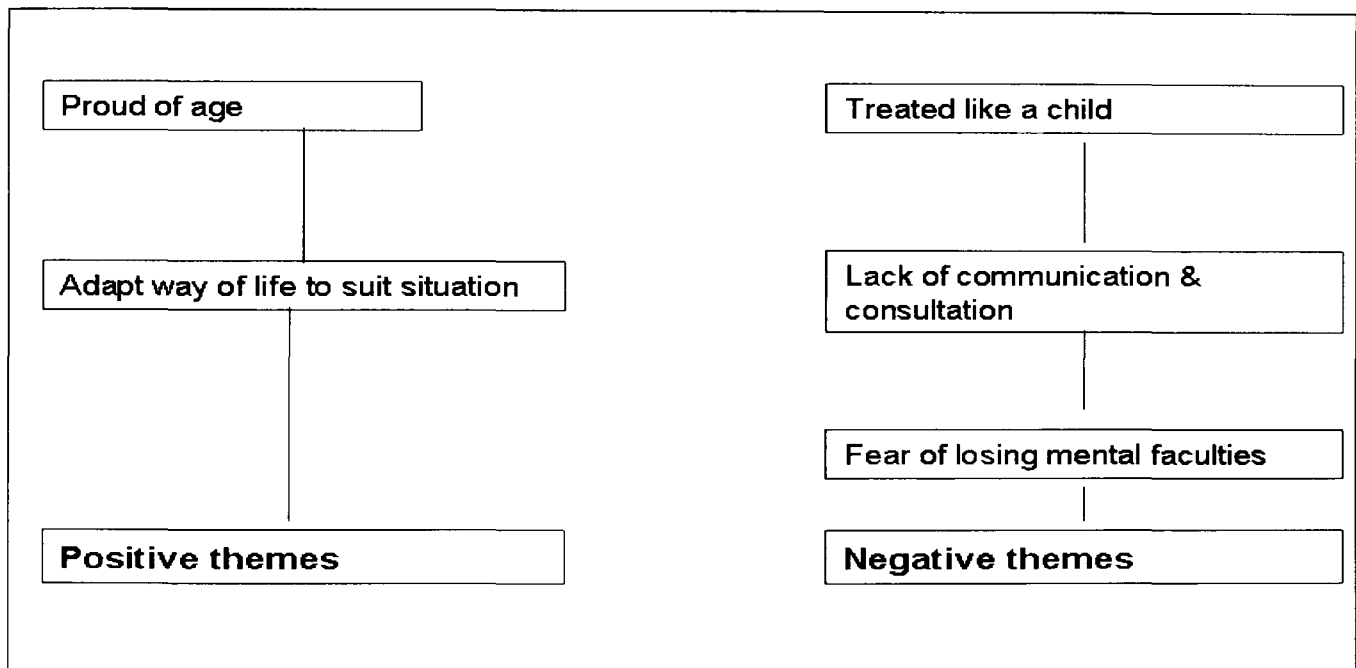 Proud of age
Adapt way of life to suit situation
Positive themes
Treated like a child
Lack of communication &
consultation
Fear of losing mental faculties
Negative themes